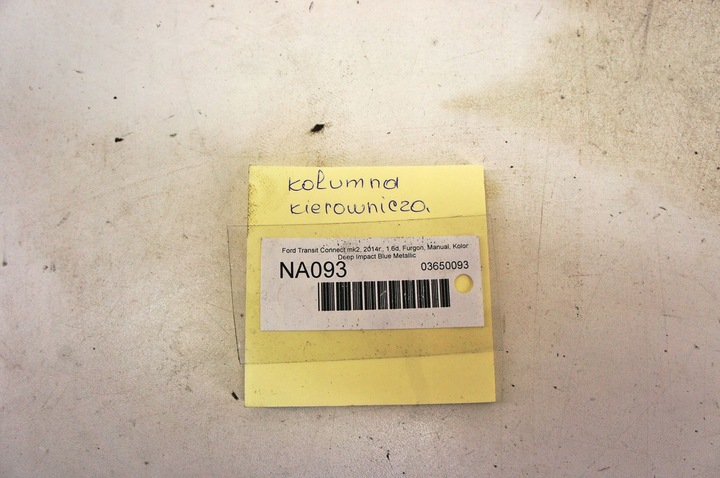 kolumna
kierownicza
Ford Transit Connect mk2, 2014r., 1.6d, Furgon, Manual, Kolor
Deep Impact Blue Metallic
NA093 03650093